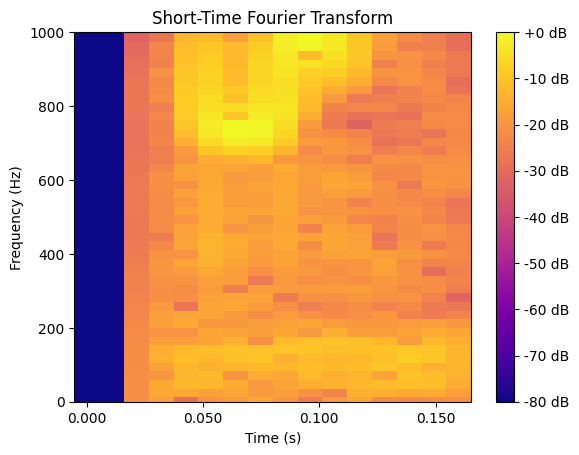 Short-Time Fourier Transform
Frequency (Hz)
1000
800
600
400
200
0
0.000
0.050
0.100
0.150
Time (s)
+0 dB
-10 dB
-20 dB
-30 dB
-40 dB
-50 dB
-60 dB
-70 dB
-80 dB